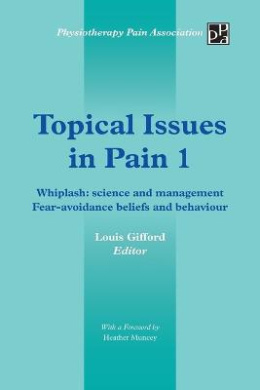 Physiotherapy Pain Association
PPA
Topical Issues
in Pain 1
Whiplash: science and management
Fear-avoidance beliefs and behaviour
Louis Gifford
Editor
With a Foreword by
Heather Muncey